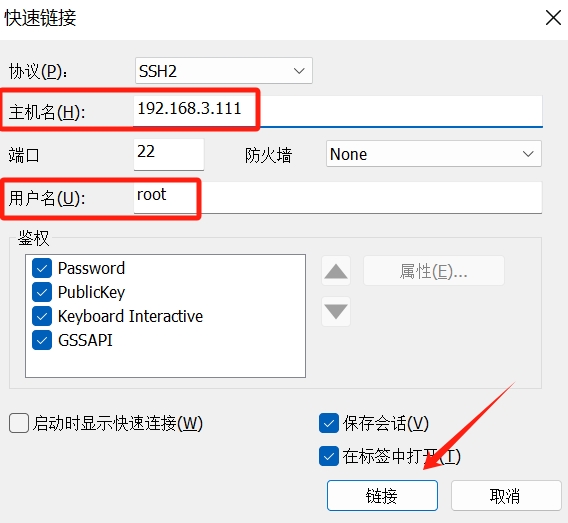 快速链接
协议(P): SSH2
主机名(H): 192.168.3.111
端口 22 防火墙 None
用户名(U): root
鉴权
Password
PublicKey
Keyboard Interactive
GSSAPI
属性(E)...
启动时显示快速连接(W) 保存会话(V)
在标签中打开(T)
链接 取消